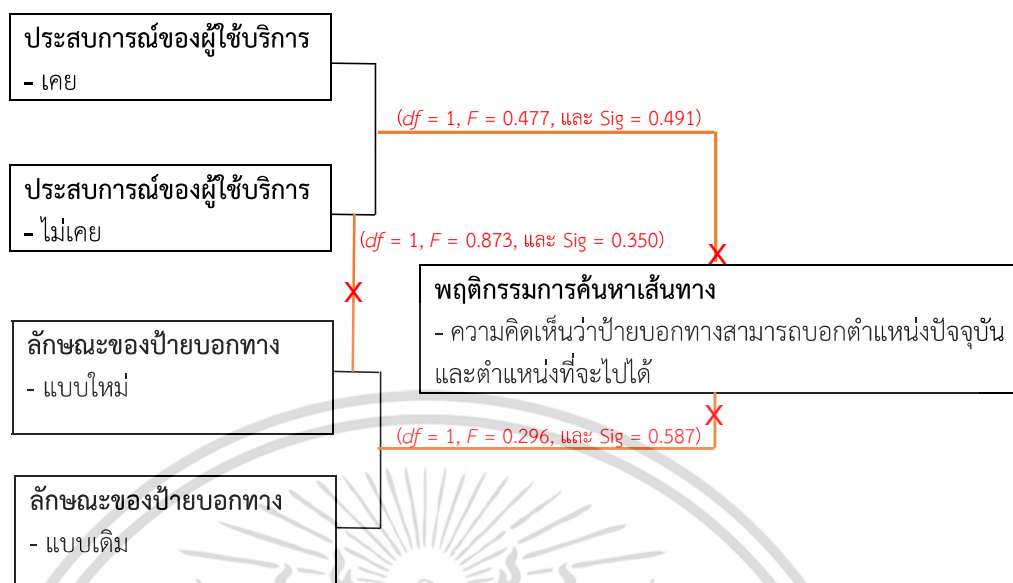 ประสบการณ์ของผู้ใช้บริการ
- เคย
(df = 1, F = 0.477, และ Sig = 0.491)
ประสบการณ์ของผู้ใช้บริการ
- ไม่เคย
(df = 1, F = 0.873, และ Sig = 0.350)
X
X
พฤติกรรมการค้นหาเส้นทาง
- ความคิดเห็นว่าป้ายบอกทางสามารถบอกตำแหน่งปัจจุบัน
และตำแหน่งที่จะไปได้
ลักษณะของป้ายบอกทาง
- แบบใหม่
X
(df = 1, F = 0.296, และ Sig = 0.587)
ลักษณะของป้ายบอกทาง
- แบบเดิม